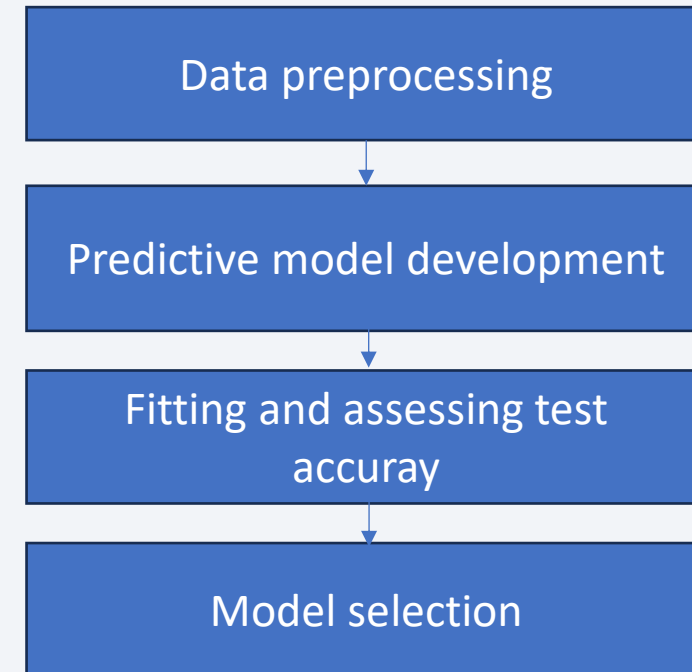 Data preprocessing
Predictive model development
Fitting and assessing test
accuray
Model selection